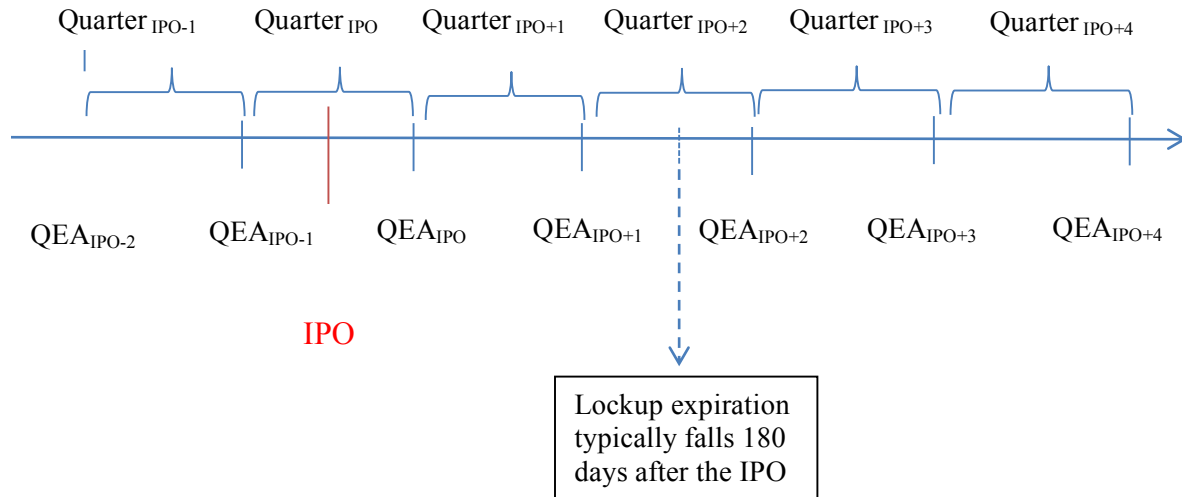 Quarter IPO-1 Quarter IPO Quarter IPO+1 Quarter IPO+2 Quarter IPO+3 Quarter IPO+4
QEAIPO-2 QEAIPO-1 QEAIPO QEAIPO+1 QEAIPO+2 QEAIPO+3 QEAIPO+4
IPO
Lockup expiration
typically falls 180
days after the IPO